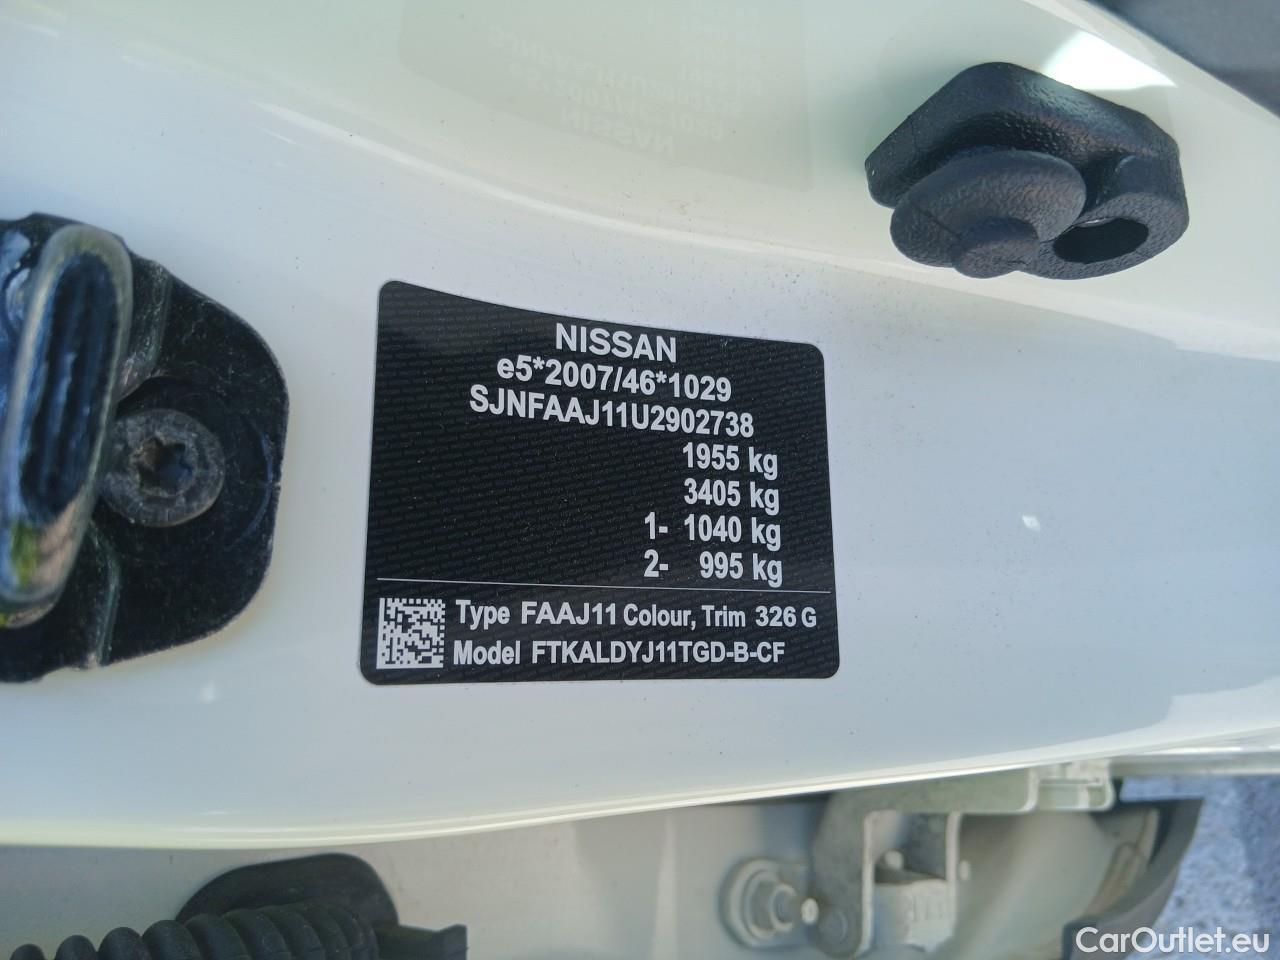 NISSAN
e5*2007/46*1029
SJNFAAJ11U2902738
1955 kg
3405 kg
1- 1040 kg
2- 995 kg
Type FAAJ11 Colour, Trim 326 G
Model FTKALDYJ11TGD-B-CF
CarOutlet.eu